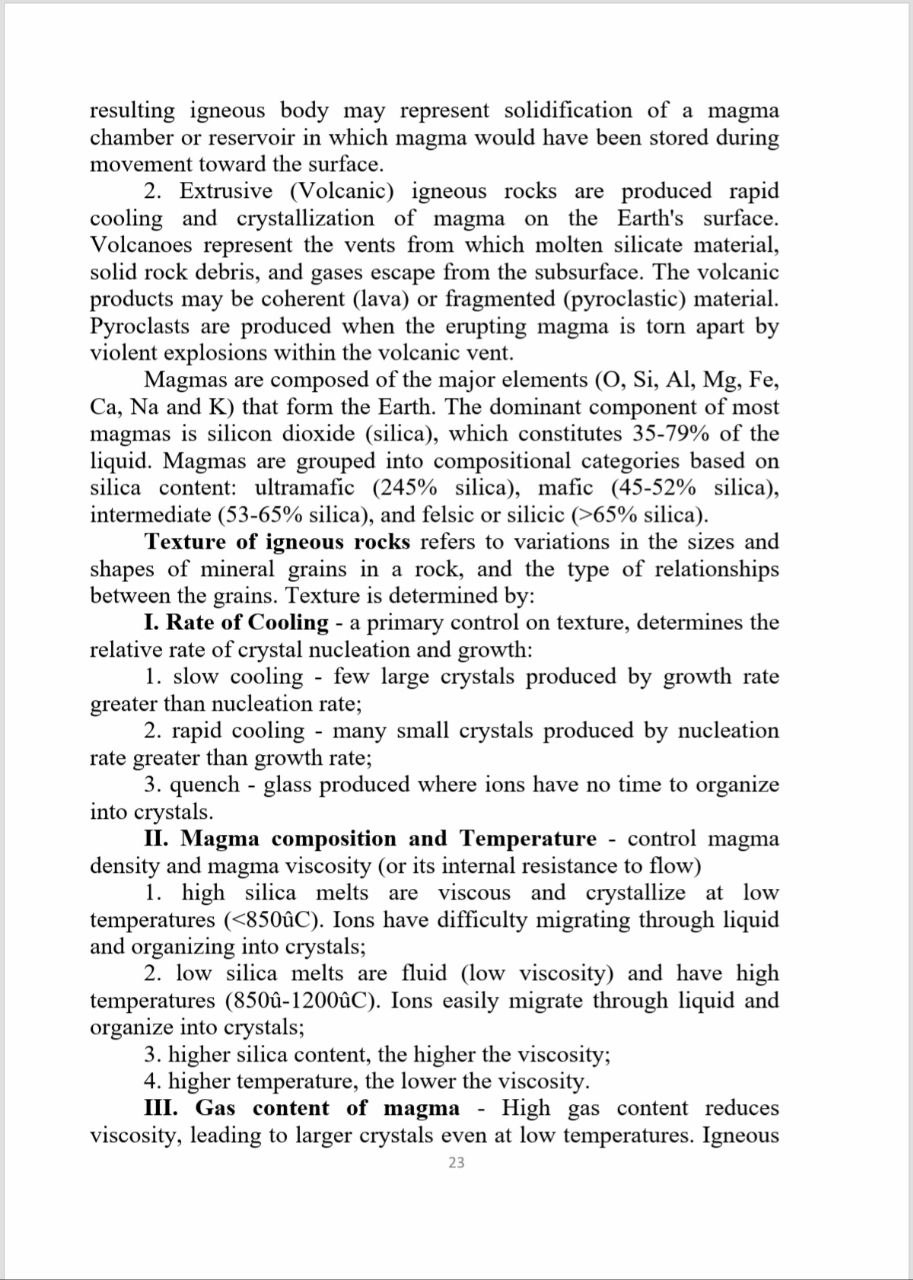 resulting igneous body may represent solidification of a magma
chamber or reservoir in which magma would have been stored during
movement toward the surface.
2. Extrusive (Volcanic) igneous rocks are produced rapid
cooling and crystallization of magma on the Earth's surface.
Volcanoes represent the vents from which molten silicate material,
solid rock debris, and gases escape from the subsurface. The volcanic
products may be coherent (lava) or fragmented (pyroclastic) material.
Pyroclasts are produced when the erupting magma is torn apart by
violent explosions within the volcanic vent.
Magmas are composed of the major elements (O, Si, Al, Mg, Fe,
Ca, Na and K) that form the Earth. The dominant component of most
magmas is silicon dioxide (silica), which constitutes 35-79% of the
liquid. Magmas are grouped into compositional categories based on
silica content: ultramafic (245% silica), mafic (45-52% silica),
intermediate (53-65% silica), and felsic or silicic (>65% silica).
Texture of igneous rocks refers to variations in the sizes and
shapes of mineral grains in a rock, and the type of relationships
between the grains. Texture is determined by:
I. Rate of Cooling - a primary control on texture, determines the
relative rate of crystal nucleation and growth:
1. slow cooling - few large crystals produced by growth rate
greater than nucleation rate;
2. rapid cooling - many small crystals produced by nucleation
rate greater than growth rate;
3. quench - glass produced where ions have no time to organize
into crystals.
II. Magma composition and Temperature - control magma
density and magma viscosity (or its internal resistance to flow)
1. high silica melts are viscous and crystallize at low
temperatures (<850ûC). Ions have difficulty migrating through liquid
and organizing into crystals;
2. low silica melts are fluid (low viscosity) and have high
temperatures (850û-1200ûC). Ions easily migrate through liquid and
organize into crystals;
3. higher silica content, the higher the viscosity;
4. higher temperature, the lower the viscosity.
III. Gas content of magma - High gas content reduces
viscosity, leading to larger crystals even at low temperatures. Igneous
23